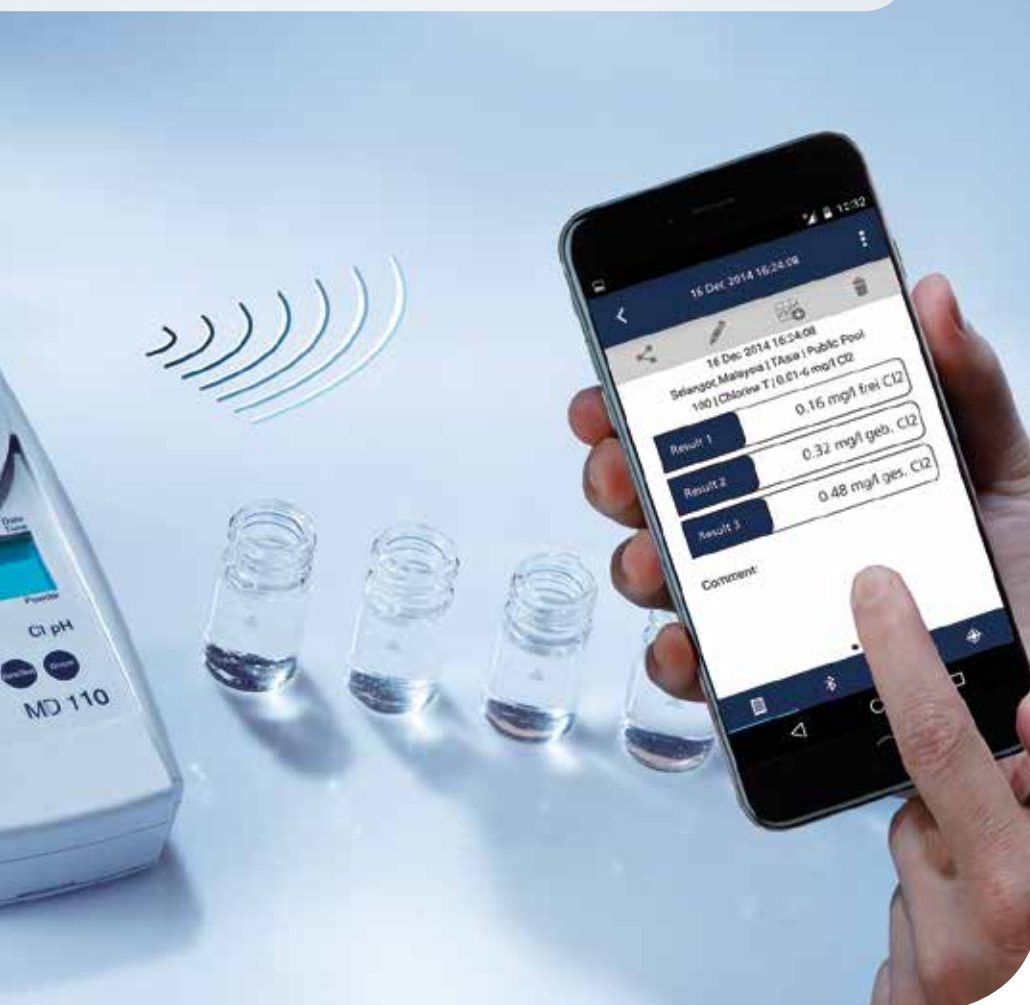 12:32
16 Dec 2014 16:24:08
16 Dec 2014 16:24:08
Selangor, Malaysia | TAsia | Public Pool
100 | Chlorine T | 0.01-6 mg/l Cl2
Result 1
0.16 mg/l frei Cl2
Result 2
0.32 mg/l geb. Cl2
Result 3
0.48 mg/l ges. Cl2
Comment:
Date
Time
Powder
Cl pH
MD 110